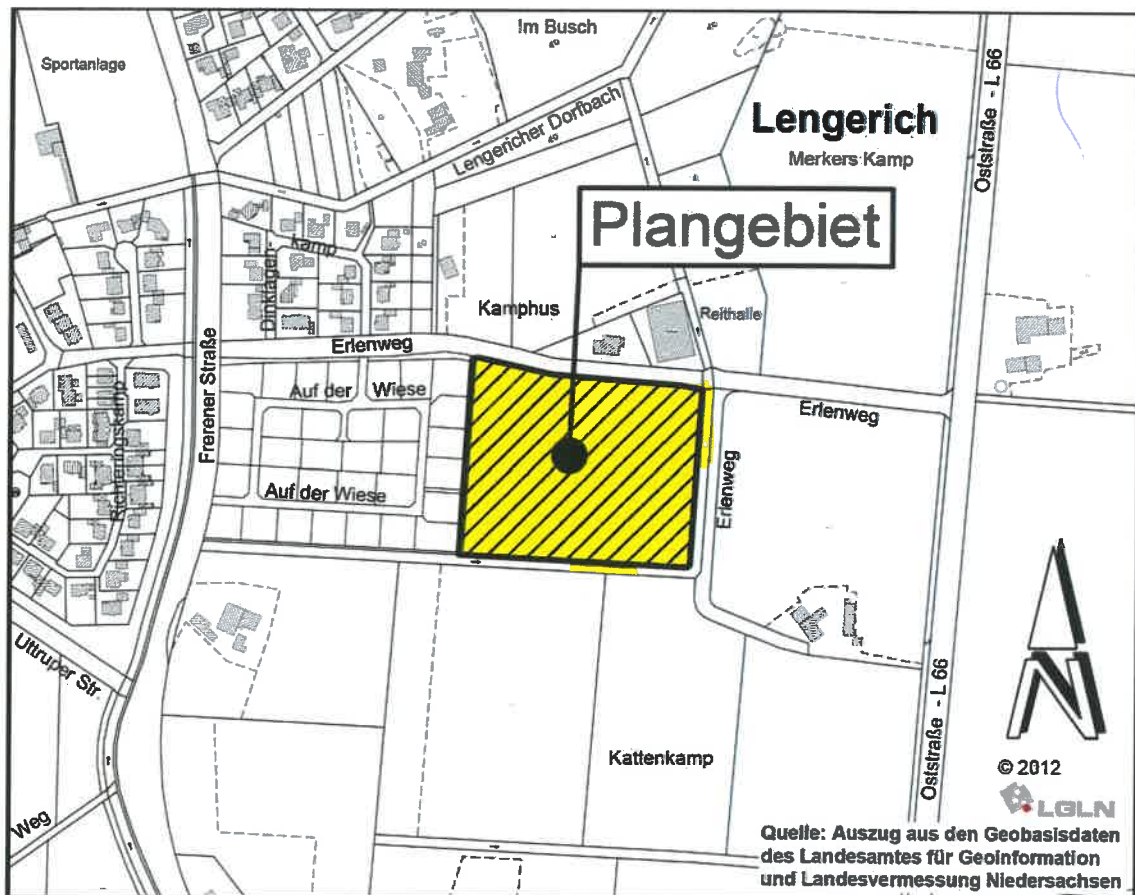 Im Busch
Sportanlage
Oststraße - L 66
Lengericher Dorfbach
Lengerich
Merkers Kamp
Plangebiet
Dinklager
Kamp
Kamphus
Reithalle
Frerener Straße
Erlenweg
Auf der Wiese
Erlenweg
Richteringskamp
Auf der Wiese
Erlenweg
Uttruper Str.
Oststraße - L 66
N
Kattenkamp
© 2012
LGLN
Weg
Quelle: Auszug aus den Geobasisdaten
des Landesamtes für Geoinformation
und Landesvermessung Niedersachsen